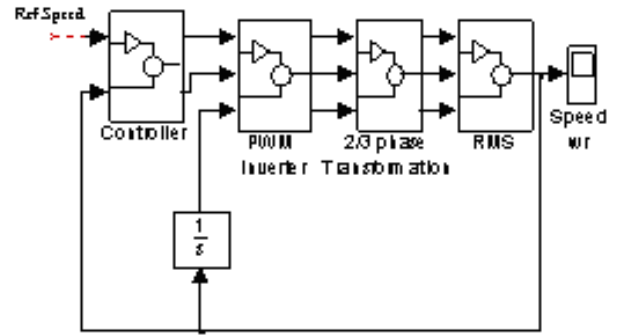 Ref Speed
Controller
PWM
Inverter
2/3 phase
Transformation
RMS
Speed
wr
1
s